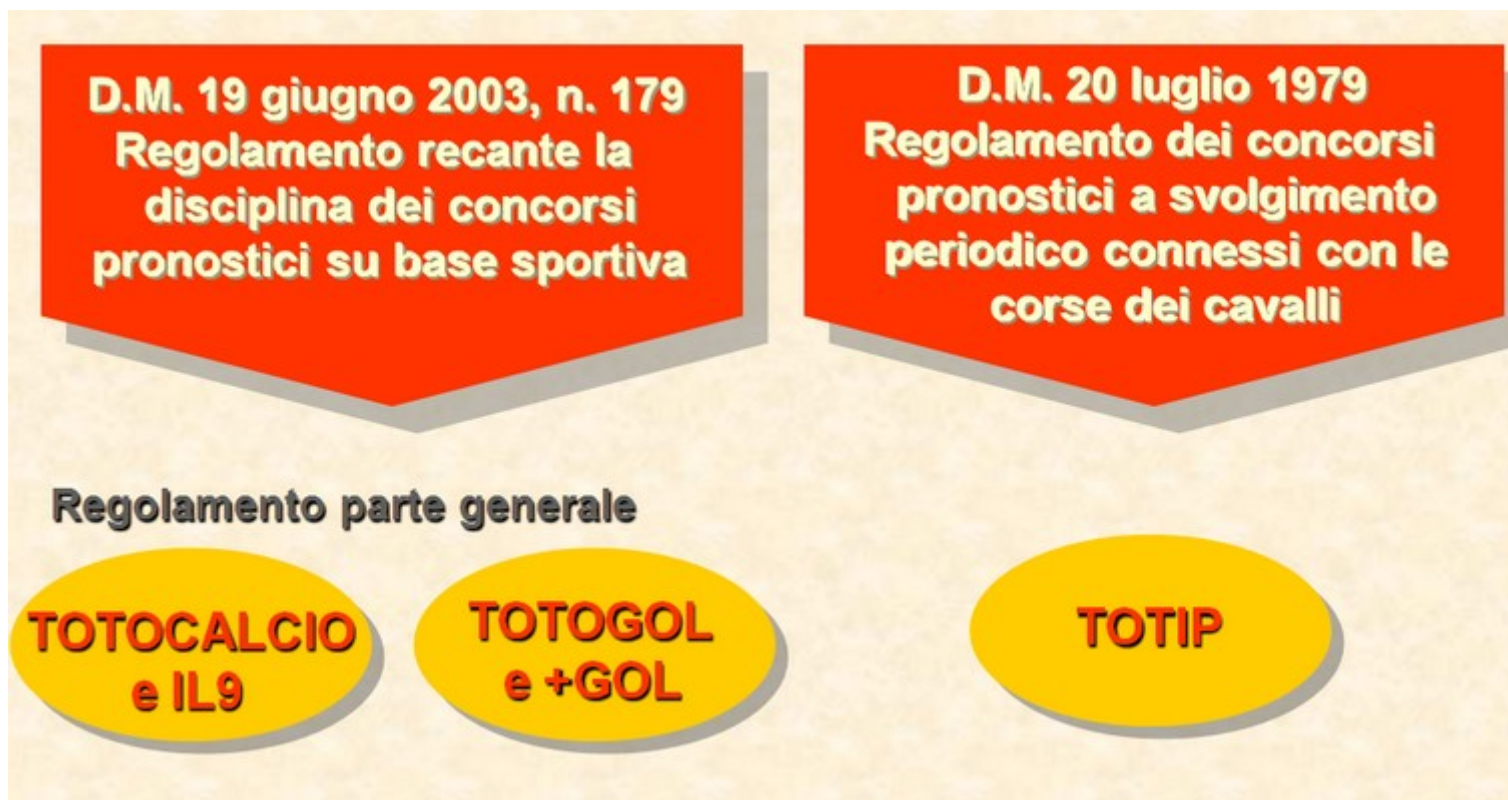 D.M. 19 giugno 2003, n. 179
Regolamento recante la
disciplina dei concorsi
pronostici su base sportiva
D.M. 20 luglio 1979
Regolamento dei concorsi
pronostici a svolgimento
periodico connessi con le
corse dei cavalli
Regolamento parte generale
TOTOCALCIO
e IL9
TOTOGOL
e +GOL
TOTIP